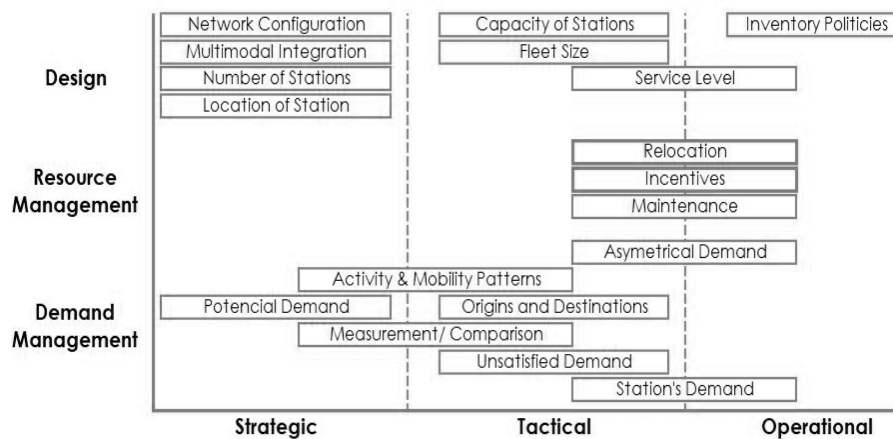 Network Configuration Capacity of Stations Inventory Policies
Multimodal Integration Fleet Size
Design Number of Stations Service Level
Location of Station
Relocation
Resource Management Incentives
Maintenance
Asymetrical Demand
Activity & Mobility Patterns
Demand Management Potencial Demand Origins and Destinations
Measurement/ Comparison
Unsatisfied Demand
Station's Demand
Strategic Tactical Operational